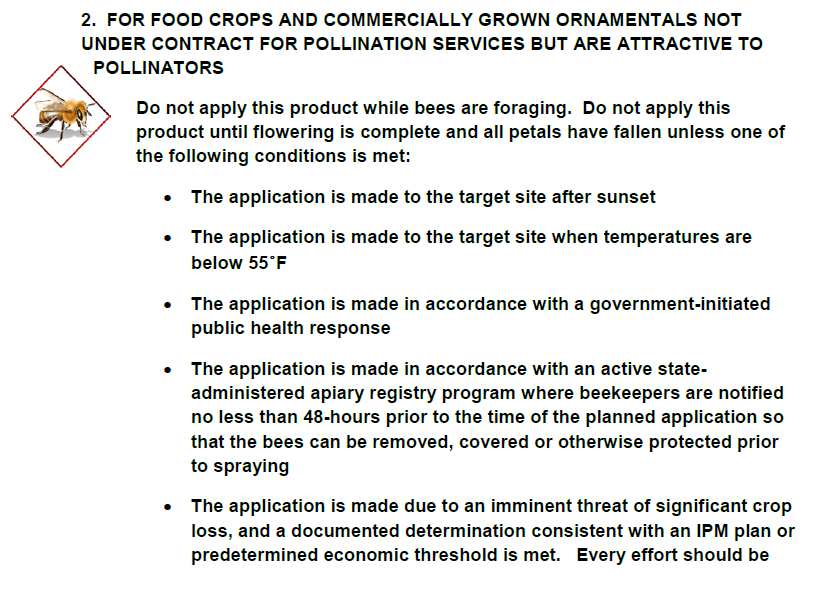 2. FOR FOOD CROPS AND COMMERCIALLY GROWN ORNAMENTALS NOT
UNDER CONTRACT FOR POLLINATION SERVICES BUT ARE ATTRACTIVE TO
POLLINATORS
Do not apply this product while bees are foraging. Do not apply this
product until flowering is complete and all petals have fallen unless one of
the following conditions is met:
• The application is made to the target site after sunset
• The application is made to the target site when temperatures are
below 55˚F
• The application is made in accordance with a government-initiated
public health response
• The application is made in accordance with an active state-
administered apiary registry program where beekeepers are notified
no less than 48-hours prior to the time of the planned application so
that the bees can be removed, covered or otherwise protected prior
to spraying
• The application is made due to an imminent threat of significant crop
loss, and a documented determination consistent with an IPM plan or
predetermined economic threshold is met. Every effort should be